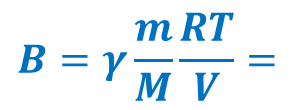 B = γ m/M RT/V =